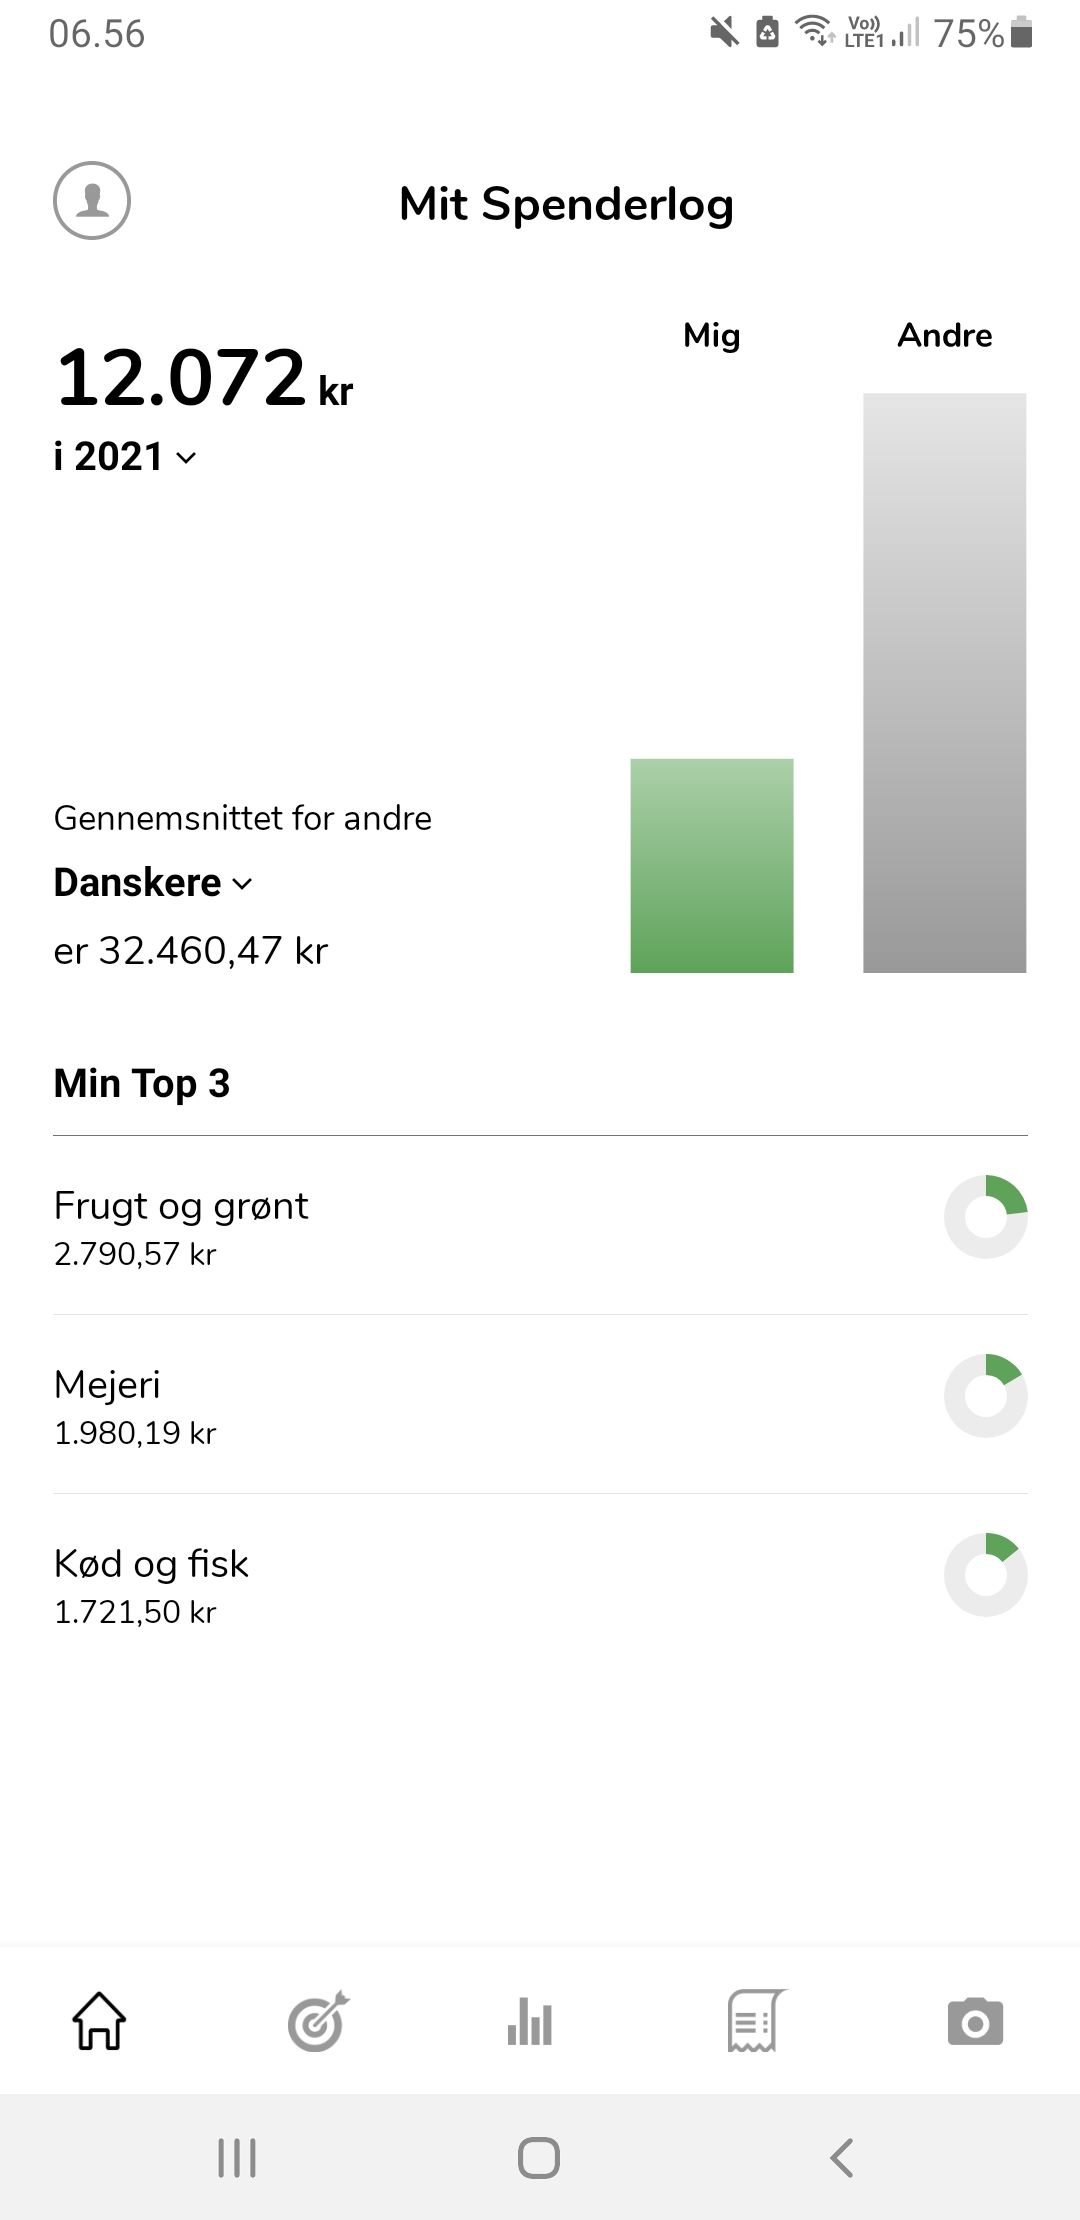 06.56
Vo)) LTE1 75%
Mit Spenderlog
Mig Andre
12.072 kr
i 2021
Gennemsnittet for andre
Danskere
er 32.460,47 kr
Min Top 3
Frugt og grønt
2.790,57 kr
Mejeri
1.980,19 kr
Kød og fisk
1.721,50 kr